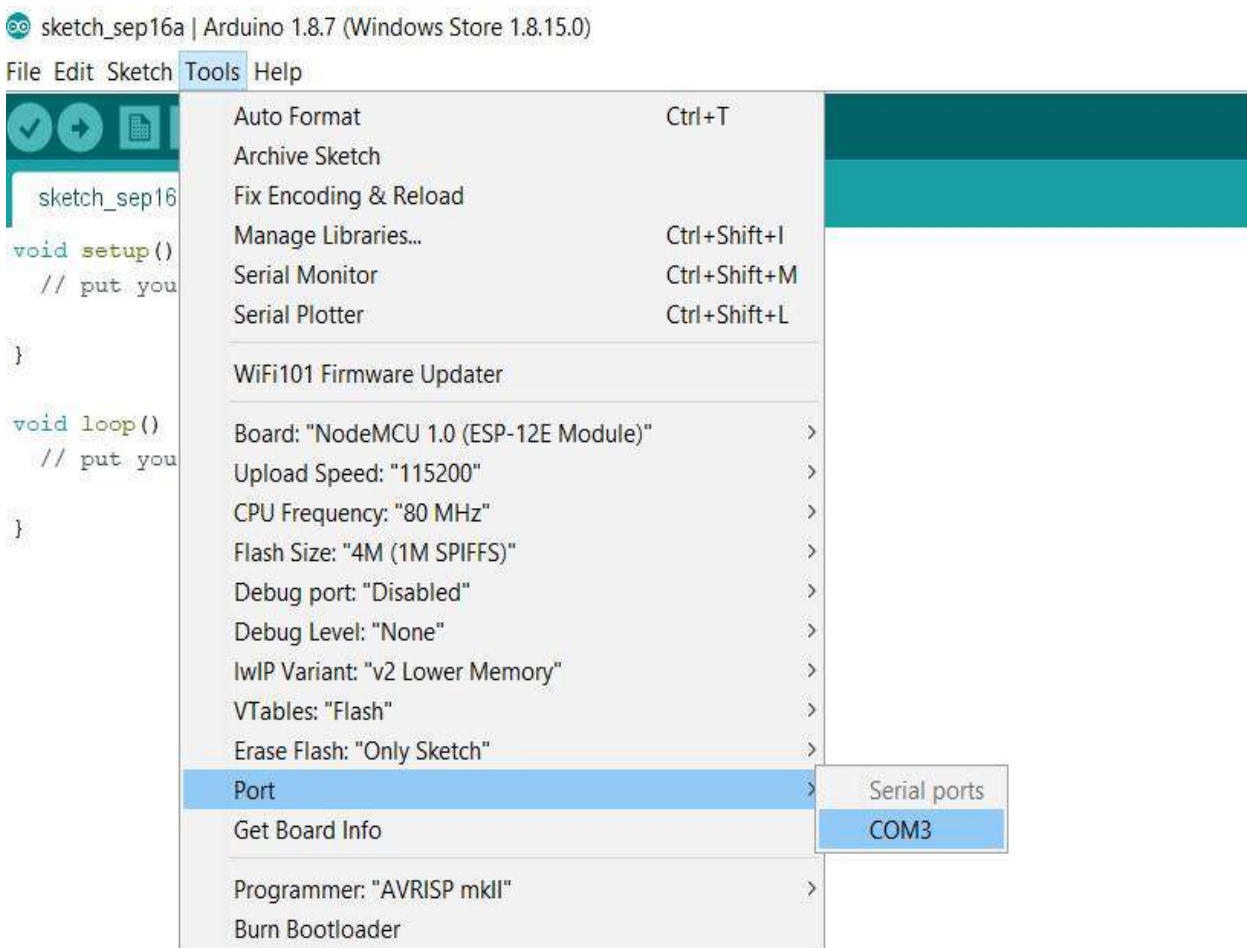 sketch_sep16a | Arduino 1.8.7 (Windows Store 1.8.15.0)
File Edit Sketch Tools Help
Auto Format Ctrl+T
Archive Sketch
Fix Encoding & Reload
Manage Libraries... Ctrl+Shift+I
Serial Monitor Ctrl+Shift+M
Serial Plotter Ctrl+Shift+L
WiFi101 Firmware Updater
Board: "NodeMCU 1.0 (ESP-12E Module)"
Upload Speed: "115200"
CPU Frequency: "80 MHz"
Flash Size: "4M (1M SPIFFS)"
Debug port: "Disabled"
Debug Level: "None"
lwIP Variant: "v2 Lower Memory"
VTables: "Flash"
Erase Flash: "Only Sketch"
Port
Serial ports
COM3
Get Board Info
Programmer: "AVRISP mkII"
Burn Bootloader
sketch_sep16
void setup()
// put you
}
void loop()
// put you
}